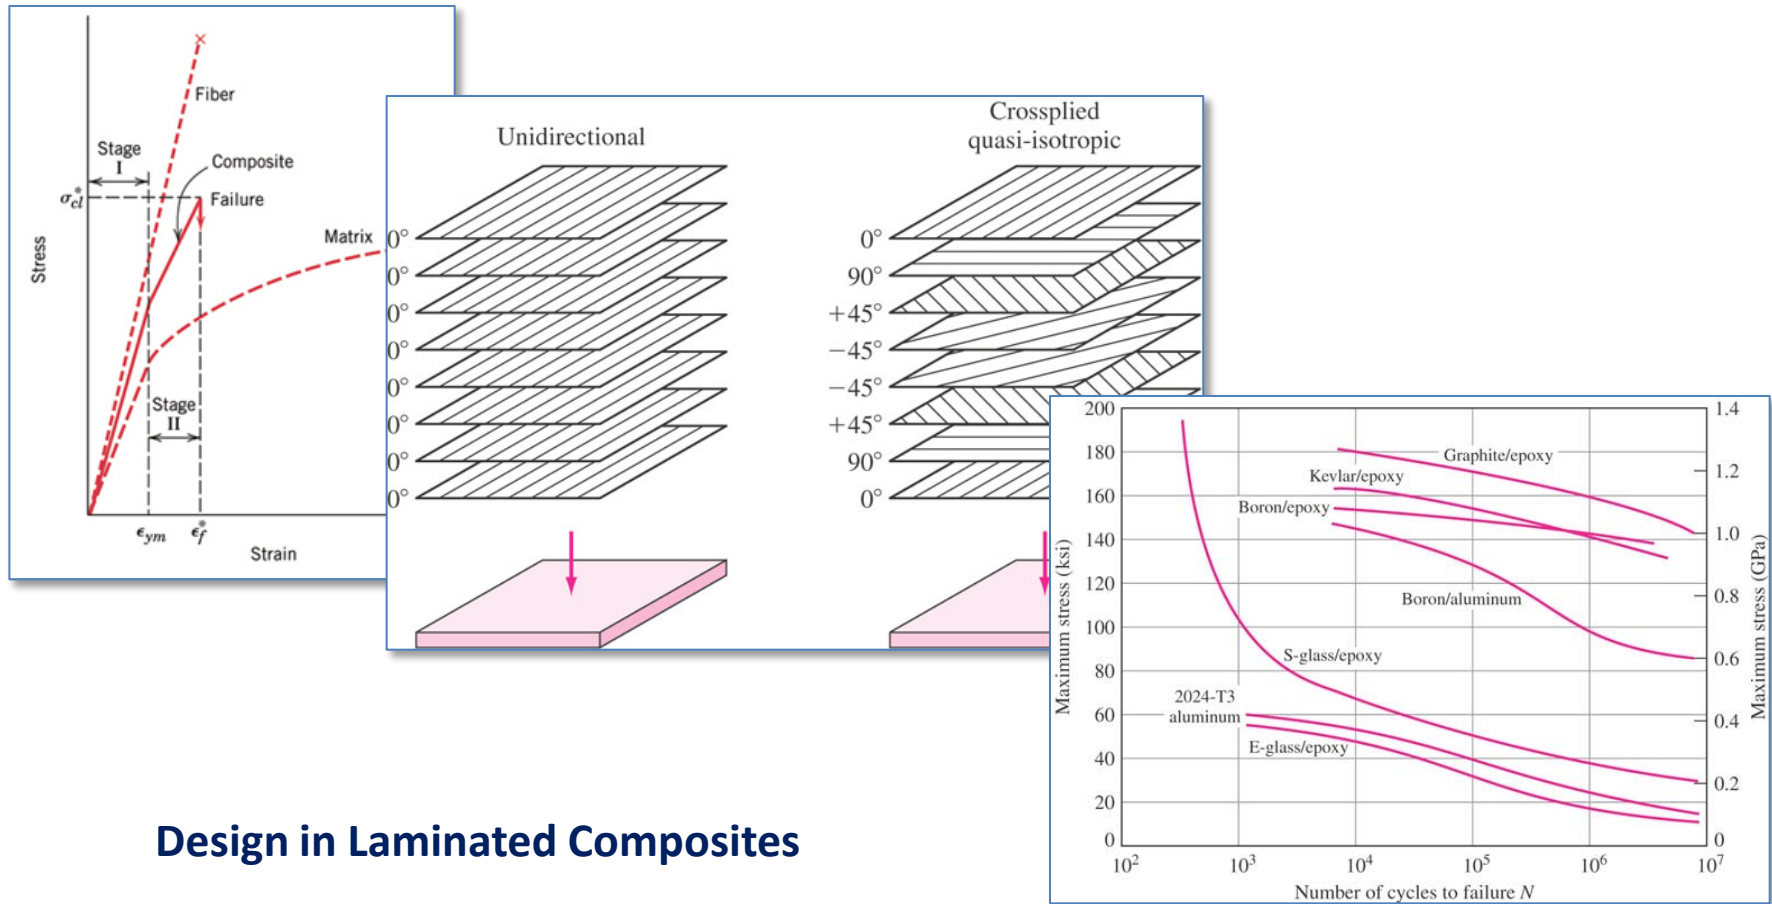 Fiber
Stage
I
Composite
σ*cl
Failure
Matrix
Stress
Stage
II
ϵym
ϵ*f
Strain
Unidirectional
0°
0°
0°
0°
0°
0°
0°
0°
Crossplied
quasi-isotropic
0°
90°
+45°
−45°
−45°
+45°
90°
0°
200
180
160
140
120
100
80
60
40
20
0
Maximum stress (ksi)
1.4
1.2
1.0
0.8
0.6
0.4
0.2
0
Maximum stress (GPa)
Graphite/epoxy
Kevlar/epoxy
Boron/epoxy
Boron/aluminum
S-glass/epoxy
2024-T3
aluminum
E-glass/epoxy
10² 10³ 10⁴ 10⁵ 10⁶ 10⁷
Number of cycles to failure N
Design in Laminated Composites